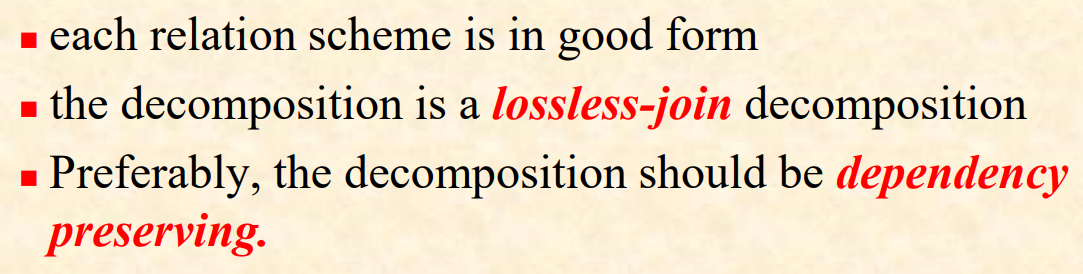 each relation scheme is in good form
the decomposition is a lossless-join decomposition
Preferably, the decomposition should be dependency
preserving.